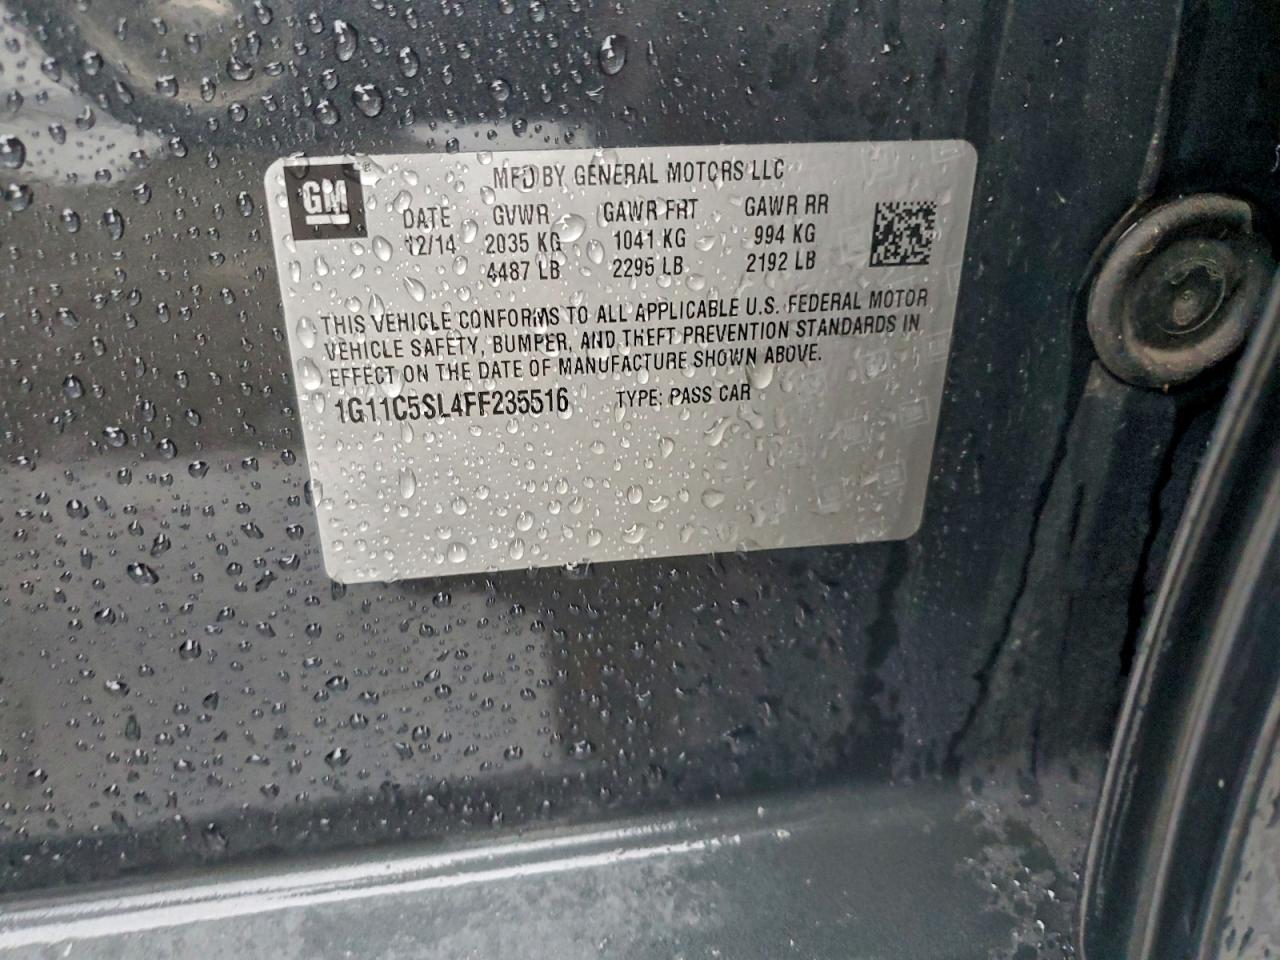 GM
MFD BY GENERAL MOTORS LLC
DATE GVWR GAWR FRT GAWR RR
12/14 2035 KG 1041 KG 994 KG
4487 LB 2295 LB 2192 LB
THIS VEHICLE CONFORMS TO ALL APPLICABLE U.S. FEDERAL MOTOR
VEHICLE SAFETY, BUMPER, AND THEFT PREVENTION STANDARDS IN
EFFECT ON THE DATE OF MANUFACTURE SHOWN ABOVE.
1G11C5SL4FF235516 TYPE: PASS CAR